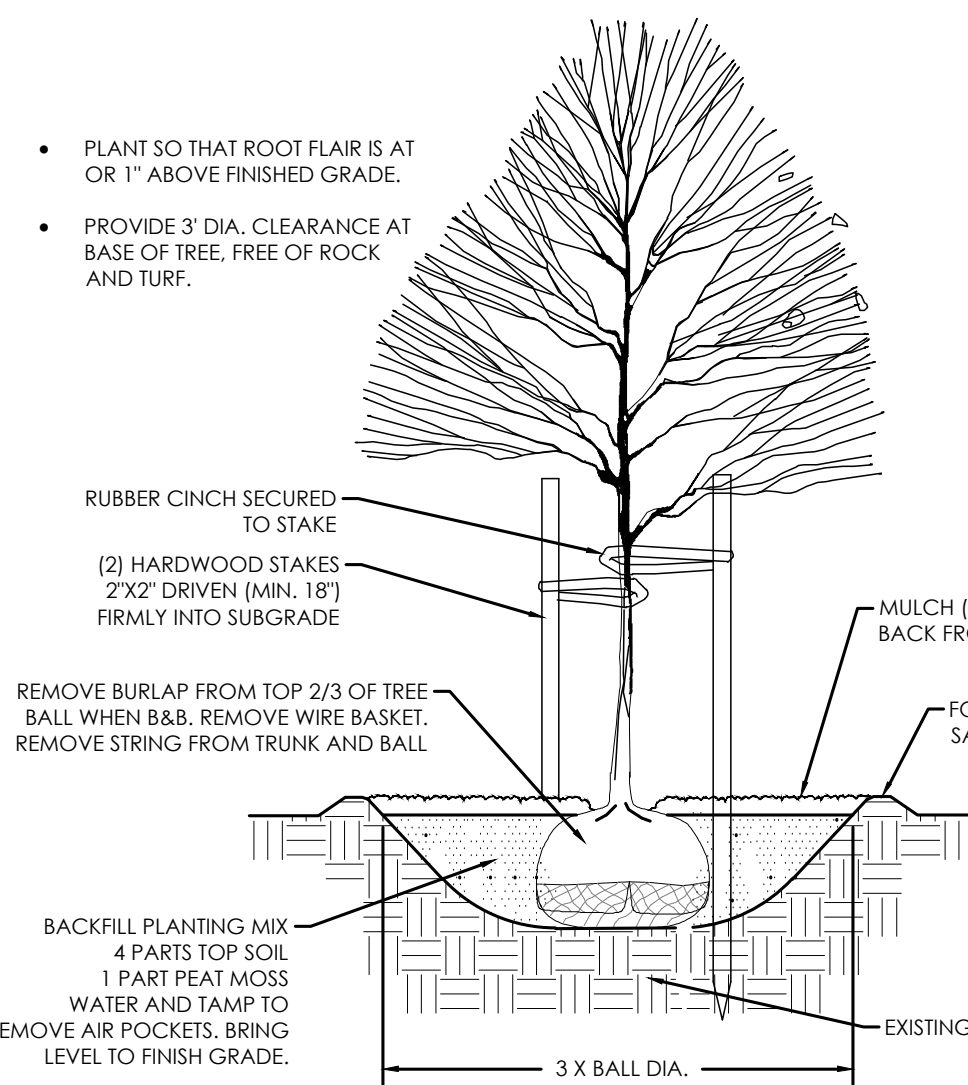 • PLANT SO THAT ROOT FLAIR IS AT
OR 1" ABOVE FINISHED GRADE.
• PROVIDE 3' DIA. CLEARANCE AT
BASE OF TREE, FREE OF ROCK
AND TURF.
RUBBER CINCH SECURED
TO STAKE
(2) HARDWOOD STAKES
2"X2" DRIVEN (MIN. 18")
FIRMLY INTO SUBGRADE
MULCH (
BACK
REMOVE BURLAP FROM TOP 2/3 OF TREE
BALL WHEN B&B. REMOVE WIRE BASKET.
REMOVE STRING FROM TRUNK AND BALL
BACKFILL PLANTING MIX
4 PARTS TOP SOIL
1 PART PEAT MOSS
WATER AND TAMP TO
EMOVE AIR POCKETS. BRING
LEVEL TO FINISH GRADE.
EXISTING
3 X BALL DIA.